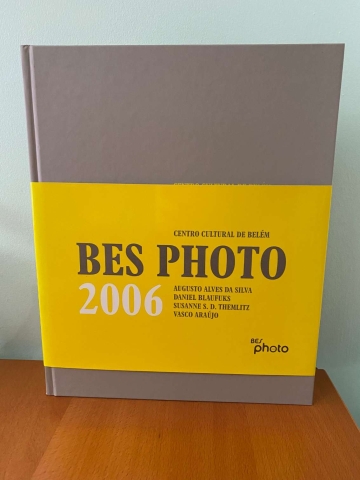 CENTRO CULTURAL DE BELÉM
BES PHOTO
2006
AUGUSTO ALVES DA SILVA
DANIEL BLAUFUKS
SUSANNE S. D. THEMLITZ
VASCO ARAÚJO
BES
photo